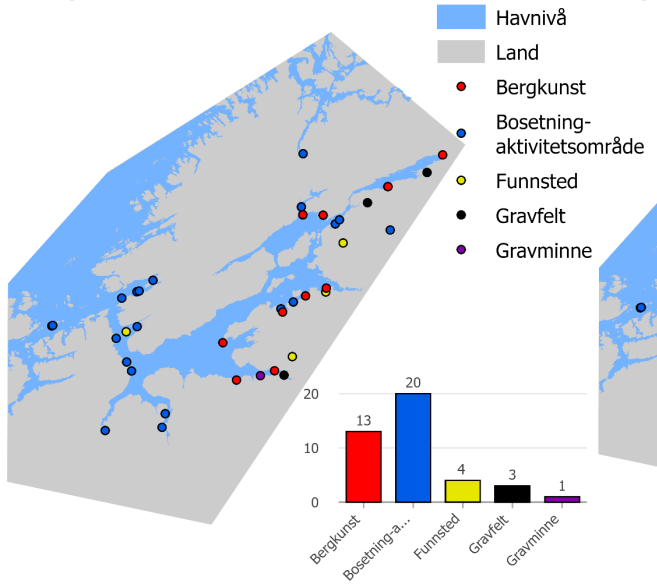 Havnivå
Land
Bergkunst
Bosetning-
aktivitetsområde
Funnsted
Gravfelt
Gravminne
20
10
0
13
20
4
3
1
Bergkunst
Bosetning-a...
Funnsted
Gravfelt
Gravminne